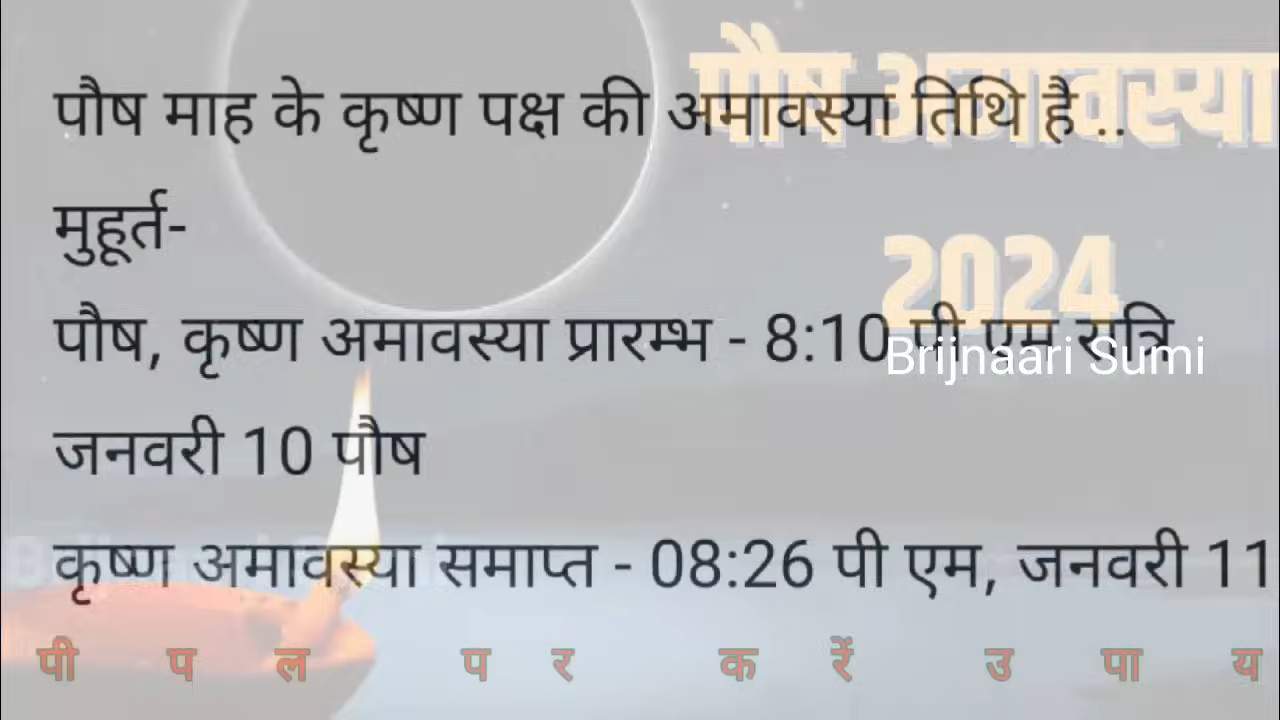 पौष अमावस्या
पौष माह के कृष्ण पक्ष की अमावस्या तिथि है ..
मुहूर्त-
2024
पौष, कृष्ण अमावस्या प्रारम्भ - 8:10 पी एम रात्रि
Brijnaari Sumi
जनवरी 10 पौष
कृष्ण अमावस्या समाप्त - 08:26 पी एम, जनवरी 11
पी प ल प र क रें उ पा य